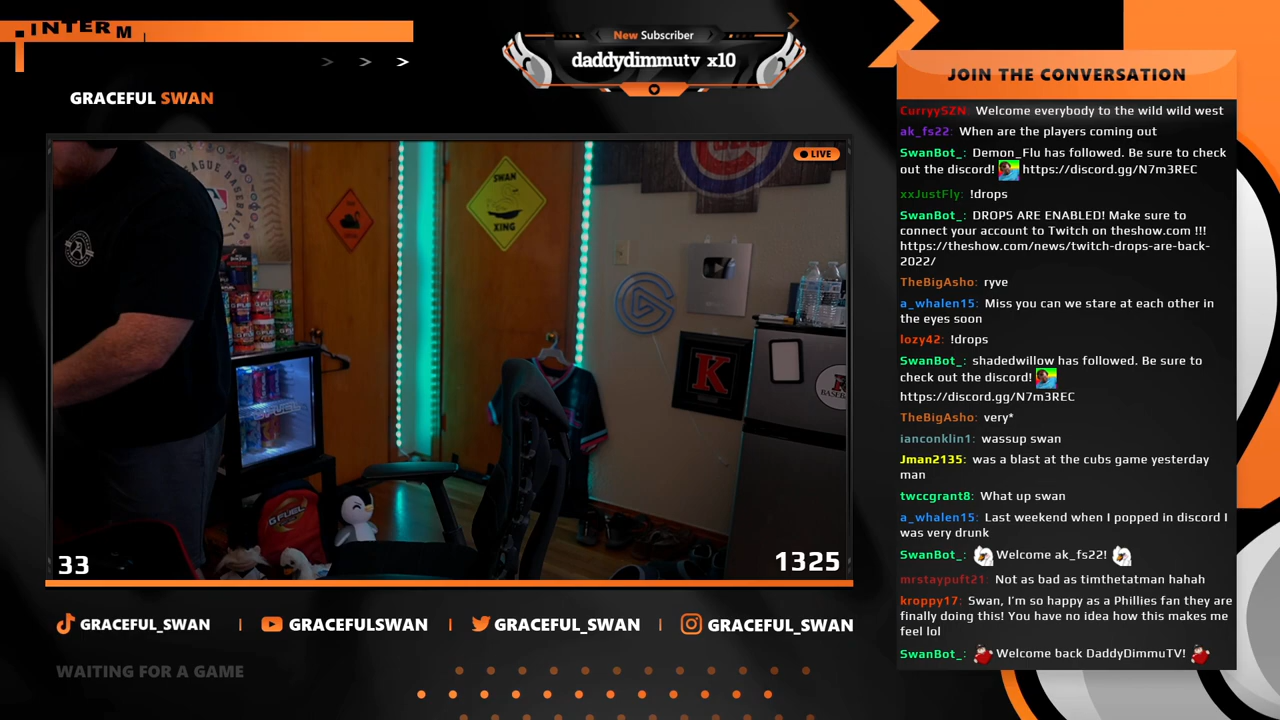 INTERM
New Subscriber
daddydimmutv x10
GRACEFUL SWAN
LIVE
SWAN
XING
SWAN
XING
LEAGUE BASEBALL
GFUEL
GFUEL
K
33
1325
GRACEFUL_SWAN
GRACEFULSWAN
GRACEFUL_SWAN
GRACEFUL_SWAN
WAITING FOR A GAME
JOIN THE CONVERSATION
CurryySZN: Welcome everybody to the wild wild west
ak_fs22: When are the players coming out
SwanBot_: Demon_Flu has followed. Be sure to check
out the discord! https://discord.gg/N7m3REC
xxJustFly: !drops
SwanBot_: DROPS ARE ENABLED! Make sure to
connect your account to Twitch on theshow.com !!!
https://theshow.com/news/twitch-drops-are-back-
2022/
TheBigAsho: ryve
a_whalen15: Miss you can we stare at each other in
the eyes soon
lozy42: !drops
SwanBot_: shadedwillow has followed. Be sure to
check out the discord!
https://discord.gg/N7m3REC
TheBigAsho: very*
ianconklin1: wassup swan
Jman2135: was a blast at the cubs game yesterday
man
twccgrant8: What up swan
a_whalen15: Last weekend when I popped in discord I
was very drunk
SwanBot_: Welcome ak_fs22!
mrstaypuft21: Not as bad as timthetatman hahah
kroppy17: Swan, I'm so happy as a Phillies fan they are
finally doing this! You have no idea how this makes me
feel lol
SwanBot_: Welcome back DaddyDimmuTV!